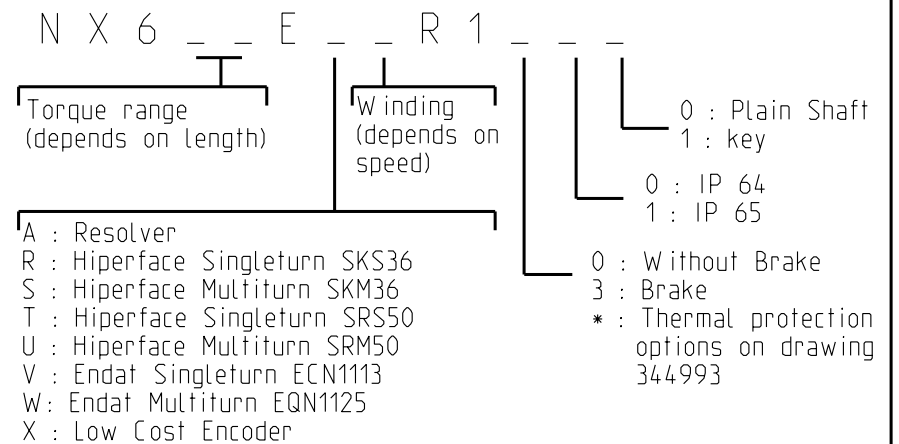 NX6 _ _ E _ _ R1 _ _ _
Torque range
(depends on length)
Winding
(depends on
speed)
0 : Plain Shaft
1 : key
0 : IP 64
1 : IP 65
A : Resolver
R : Hiperface Singleturn SKS36
S : Hiperface Multiturn SKM36
T : Hiperface Singleturn SRS50
U : Hiperface Multiturn SRM50
V : Endat Singleturn ECN1113
W: Endat Multiturn EQN1125
X : Low Cost Encoder
0 : Without Brake
3 : Brake
* : Thermal protection
options on drawing
344993